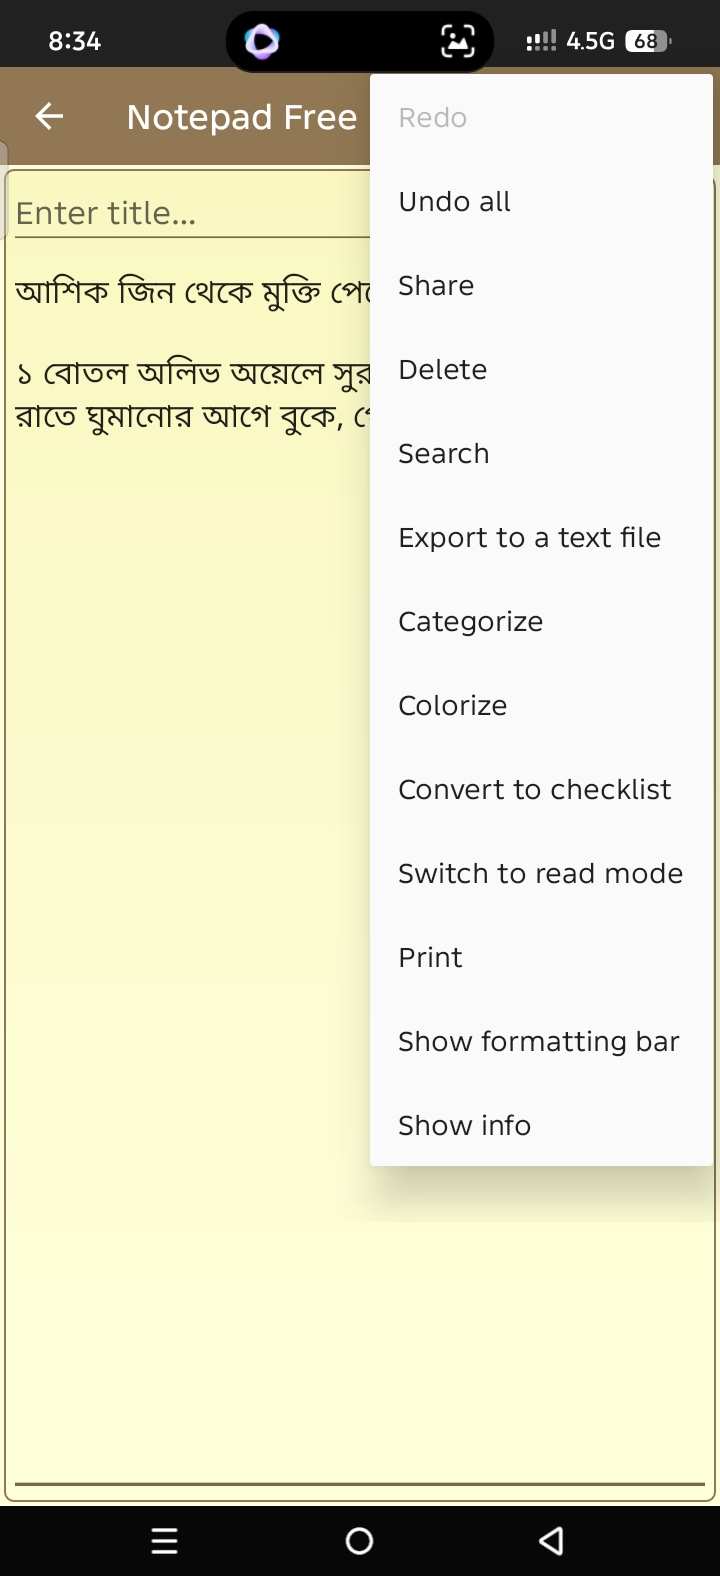 8:34
4.5G 68
Notepad Free
Enter title...
আশিক জিন থেকে মুক্তি
১ বোতল অলিভ অয়েলে
রাতে ঘুমানোর আগে বুকে,
Redo
Undo all
Share
Delete
Search
Export to a text file
Categorize
Colorize
Convert to checklist
Switch to read mode
Print
Show formatting bar
Show info